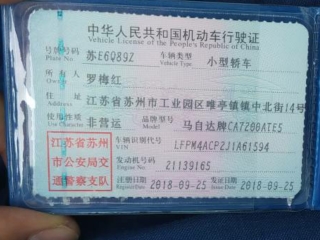 中华人民共和国机动车行驶证
Vehicle License of the People's Republic of China
号牌号码 苏E6Q89Z 车辆类型 小型轿车
Plate No. Vehicle Type
所有人 罗梅红
Owner
住址 江苏省苏州市工业园区唯亭镇镇中北街14号
Address
使用性质 非营运 品牌型号 马自达牌CA7Z90ATE5
Use Character Model
江苏省苏州
市公安局交
通警察支队
车辆识别代号 LFPM4ACP2J1A61594
VIN
发动机号码 21139165
Engine No.
注册日期 2018-09-25 发证日期 2018-09-25
Register Date Issue Date